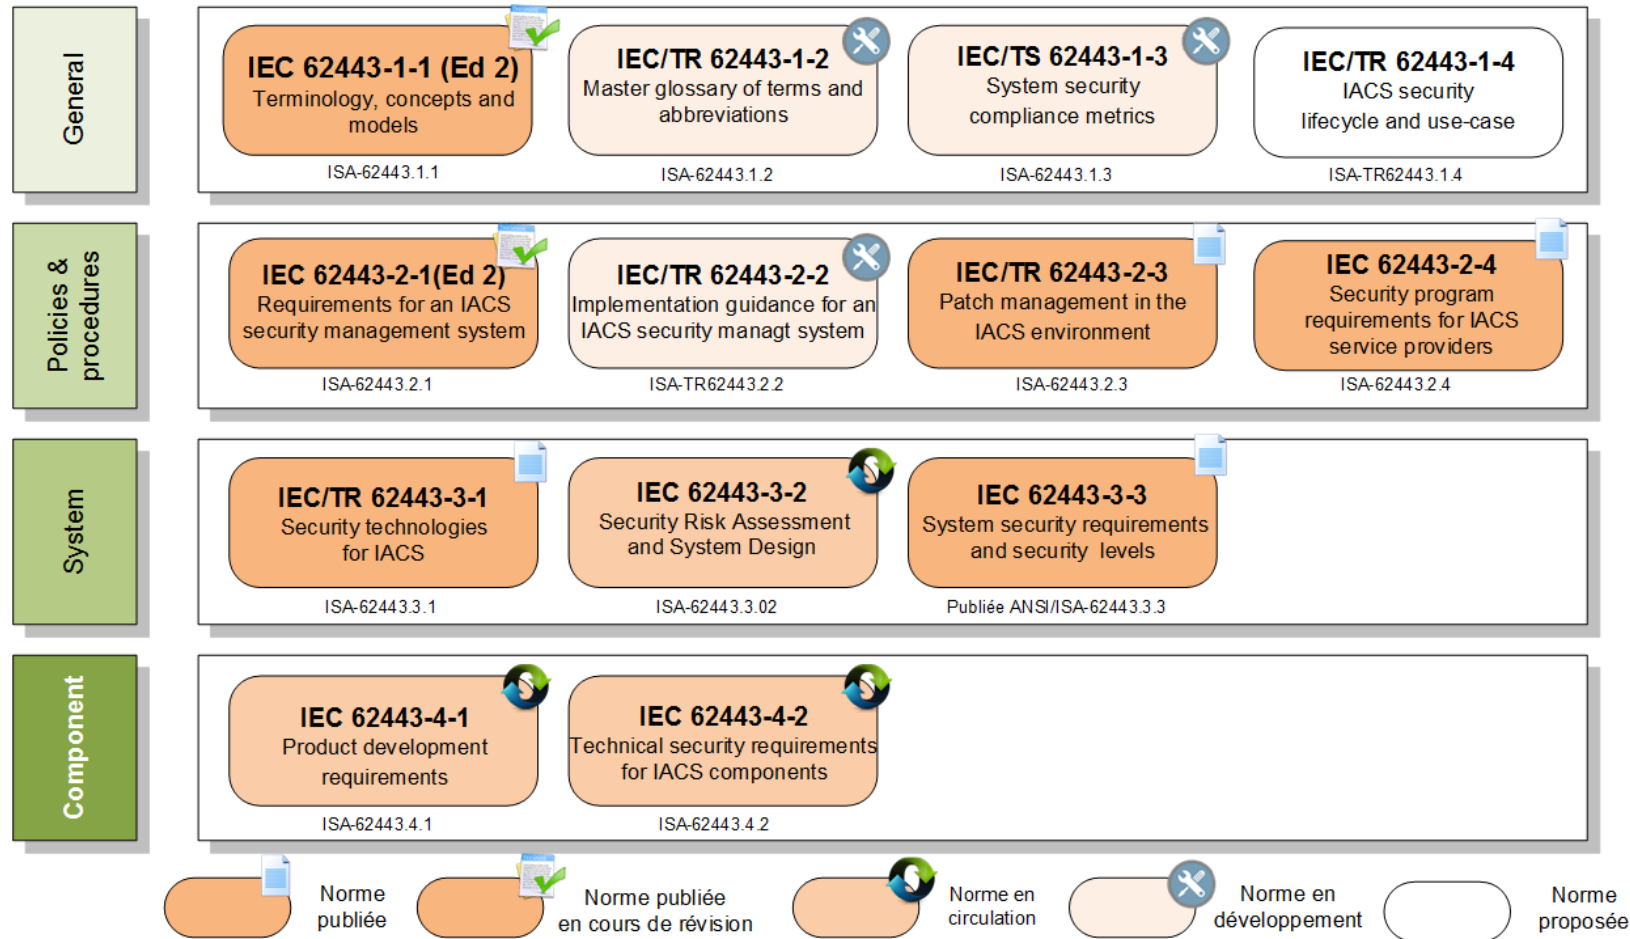 General
IEC 62443-1-1 (Ed 2)
Terminology, concepts and
models
ISA-62443.1.1
IEC/TR 62443-1-2
Master glossary of terms and
abbreviations
ISA-62443.1.2
IEC/TS 62443-1-3
System security
compliance metrics
ISA-62443.1.3
IEC/TR 62443-1-4
IACS security
lifecycle and use-case
ISA-TR62443.1.4
Policies &
procedures
IEC 62443-2-1(Ed 2)
Requirements for an IACS
security management system
ISA-62443.2.1
IEC/TR 62443-2-2
Implementation guidance for an
IACS security managt system
ISA-TR62443.2.2
IEC/TR 62443-2-3
Patch management in the
IACS environment
ISA-62443.2.3
IEC 62443-2-4
Security program
requirements for IACS
service providers
ISA-62443.2.4
System
IEC/TR 62443-3-1
Security technologies
for IACS
ISA-62443.3.1
IEC 62443-3-2
Security Risk Assessment
and System Design
ISA-62443.3.02
IEC 62443-3-3
System security requirements
and security levels
Publiée ANSI/ISA-62443.3.3
Component
IEC 62443-4-1
Product development
requirements
ISA-62443.4.1
IEC 62443-4-2
Technical security requirements
for IACS components
ISA-62443.4.2
Norme
publiée
Norme publiée
en cours de révision
Norme en
circulation
Norme en
développement
Norme
proposée